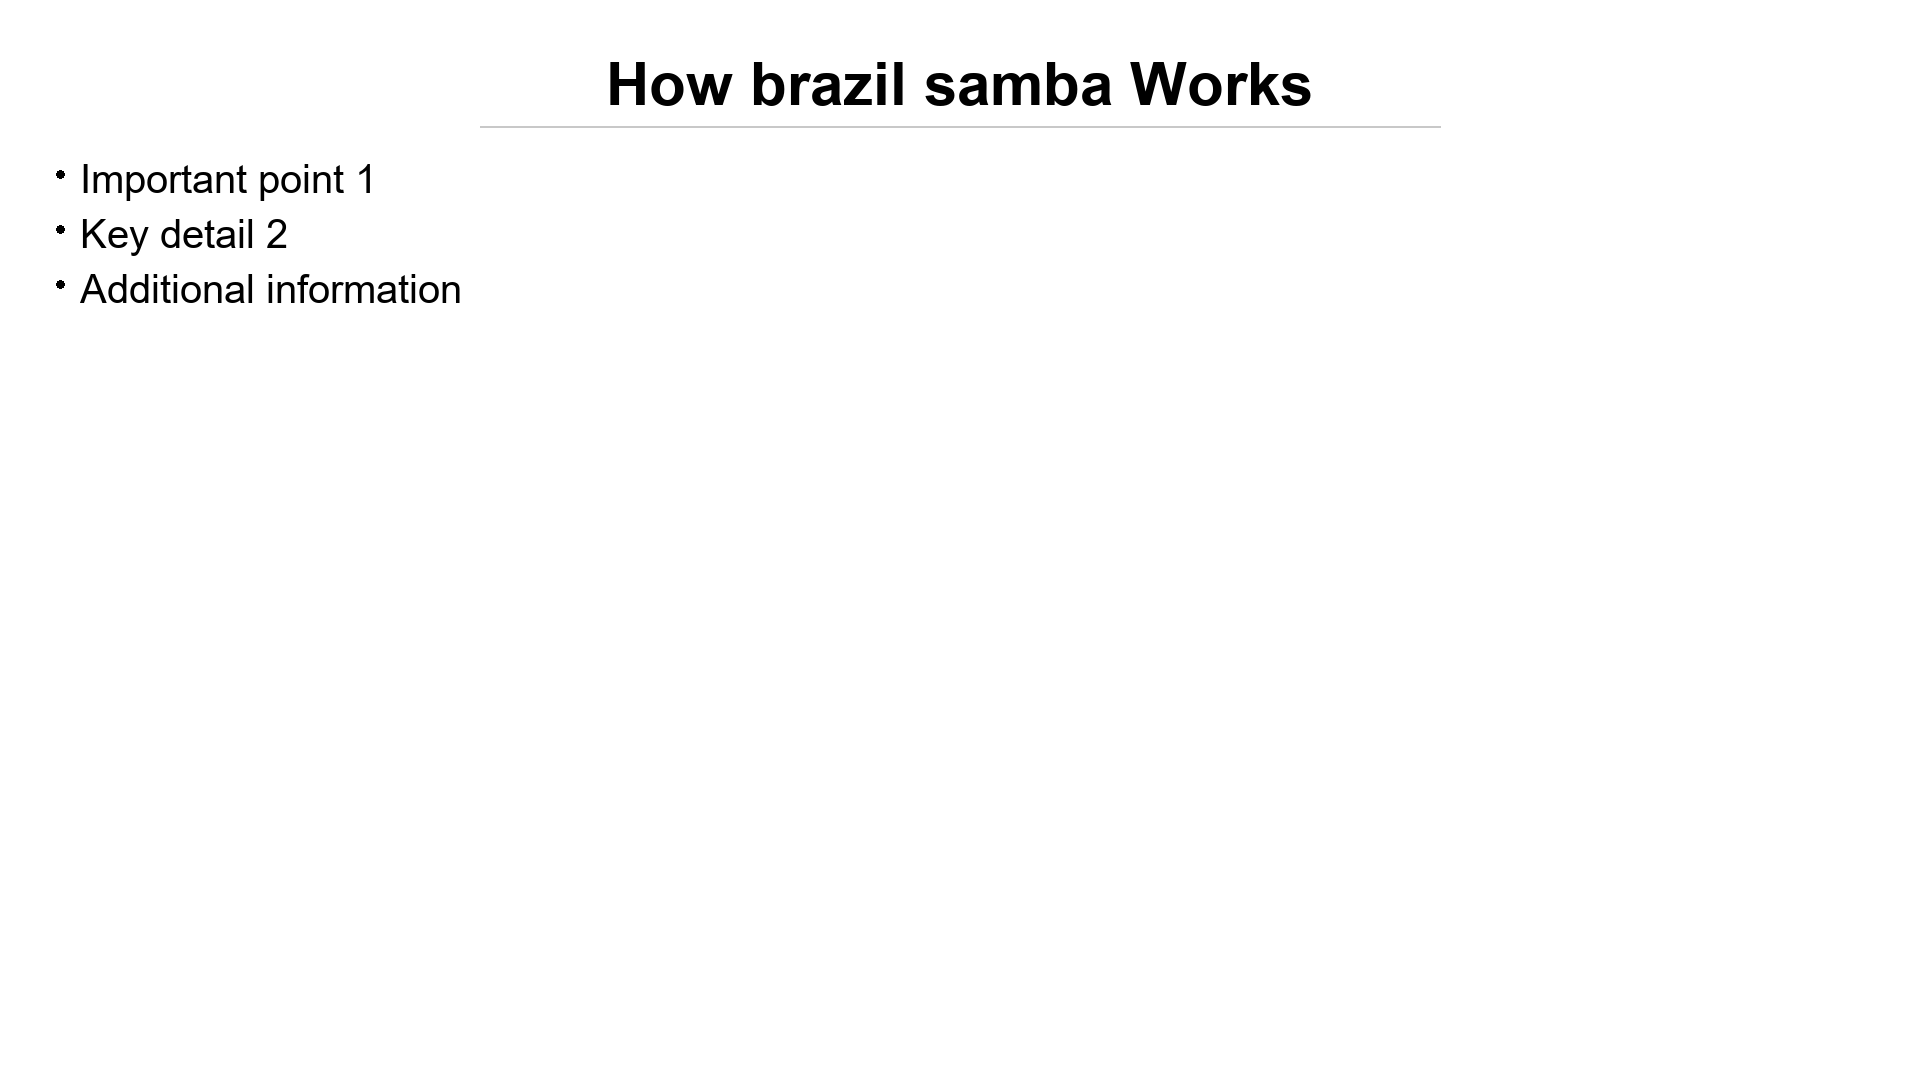 How brazil samba Works
• Important point 1
• Key detail 2
• Additional information